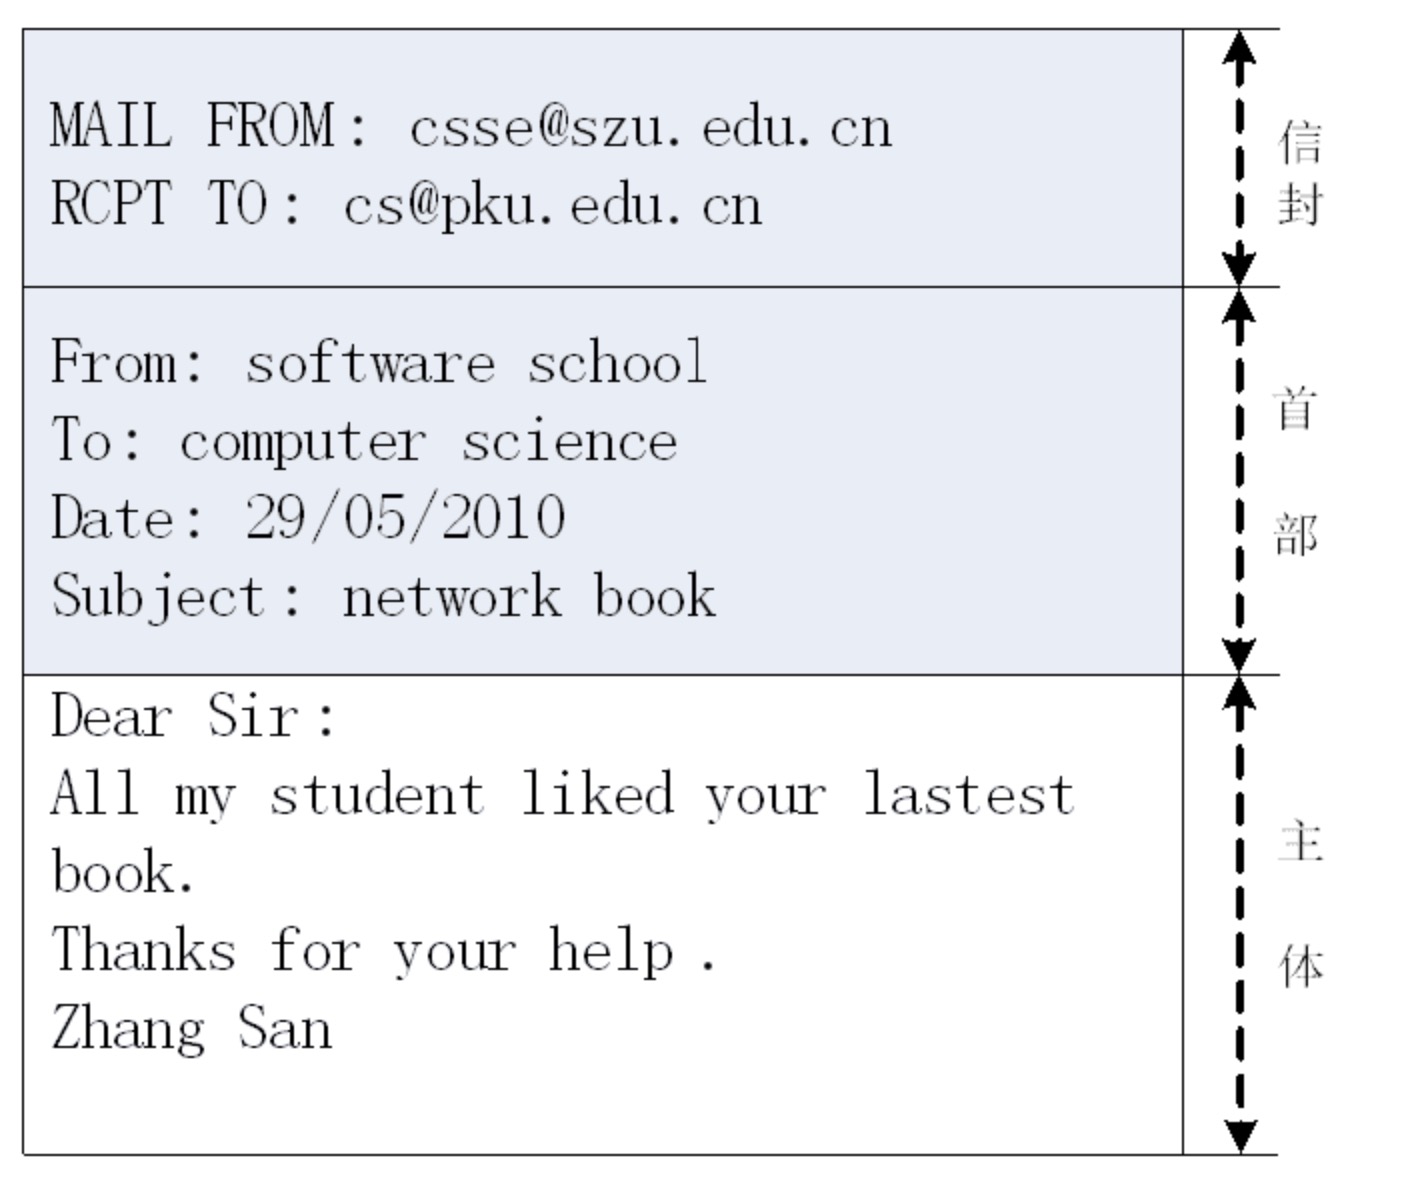 MAIL FROM: csse@szu.edu.cn
RCPT TO: cs@pku.edu.cn
信封
From: software school
To: computer science
Date: 29/05/2010
Subject: network book
首部
Dear Sir:
All my student liked your lastest
book.
Thanks for your help .
Zhang San
主体